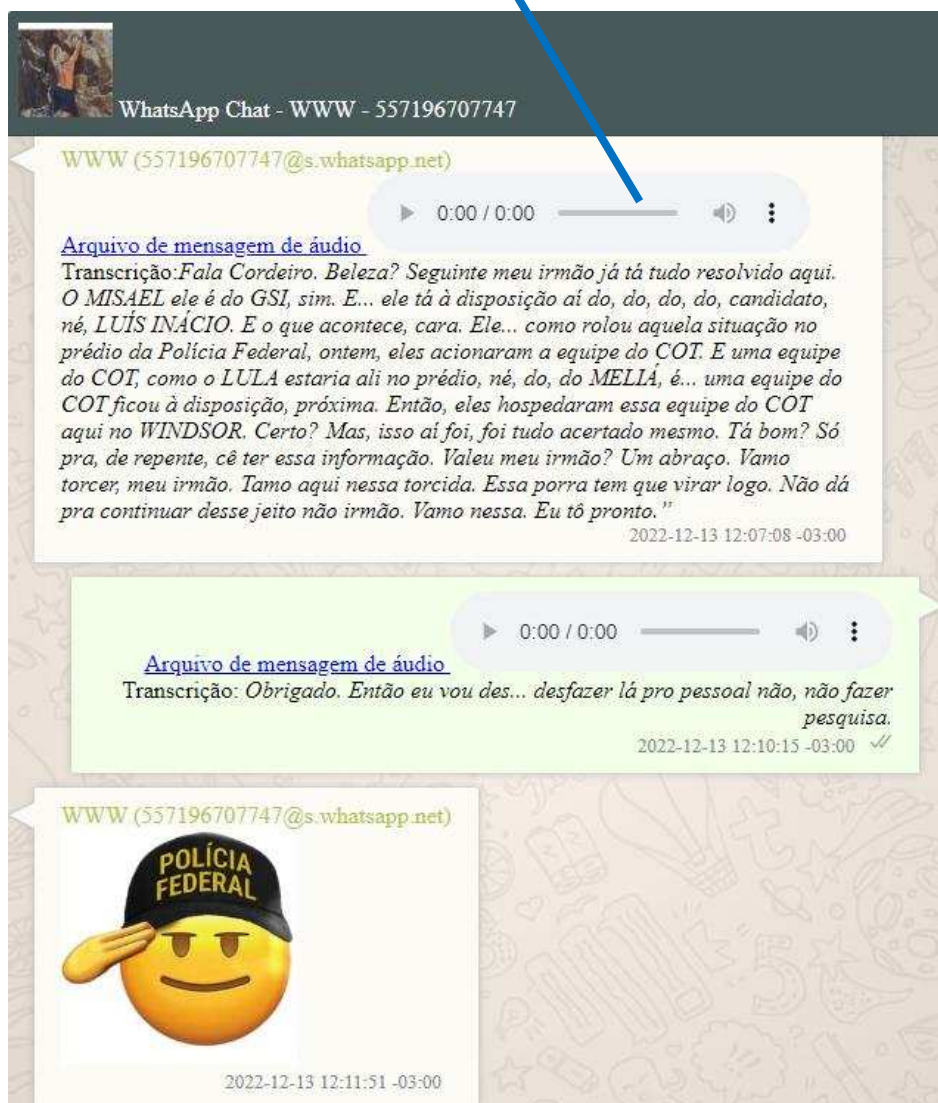 WhatsApp Chat - WWW - 557196707747
WWW (557196707747@s.whatsapp.net)
0:00 / 0:00
Arquivo de mensagem de áudio
Transcrição:Fala Cordeiro. Beleza? Seguinte meu irmão já tá tudo resolvido aqui.
O MISAEL ele é do GSI, sim. E... ele tá à disposição aí do, do, do, do, candidato,
né, LUÍS INÁCIO. E o que acontece, cara. Ele... como rolou aquela situação no
prédio da Polícia Federal, ontem, eles acionaram a equipe do COT. E uma equipe
do COT, como o LULA estaria ali no prédio, né, do, do MELIÁ, é... uma equipe do
COT ficou à disposição, próxima. Então, eles hospedaram essa equipe do COT
aqui no WINDSOR. Certo? Mas, isso aí foi, foi tudo acertado mesmo. Tá bom? Só
pra, de repente, cê ter essa informação. Valeu meu irmão? Um abraço. Vamo
torcer, meu irmão. Tamo aqui nessa torcida. Essa porra tem que virar logo. Não dá
pra continuar desse jeito não irmão. Vamo nessa. Eu tô pronto.”
2022-12-13 12:07:08 -03:00
0:00 / 0:00
Arquivo de mensagem de áudio
Transcrição: Obrigado. Então eu vou des... desfazer lá pro pessoal não, não fazer
pesquisa.
2022-12-13 12:10:15 -03:00
WWW (557196707747@s.whatsapp.net)
POLÍCIA
FEDERAL
2022-12-13 12:11:51 -03:00